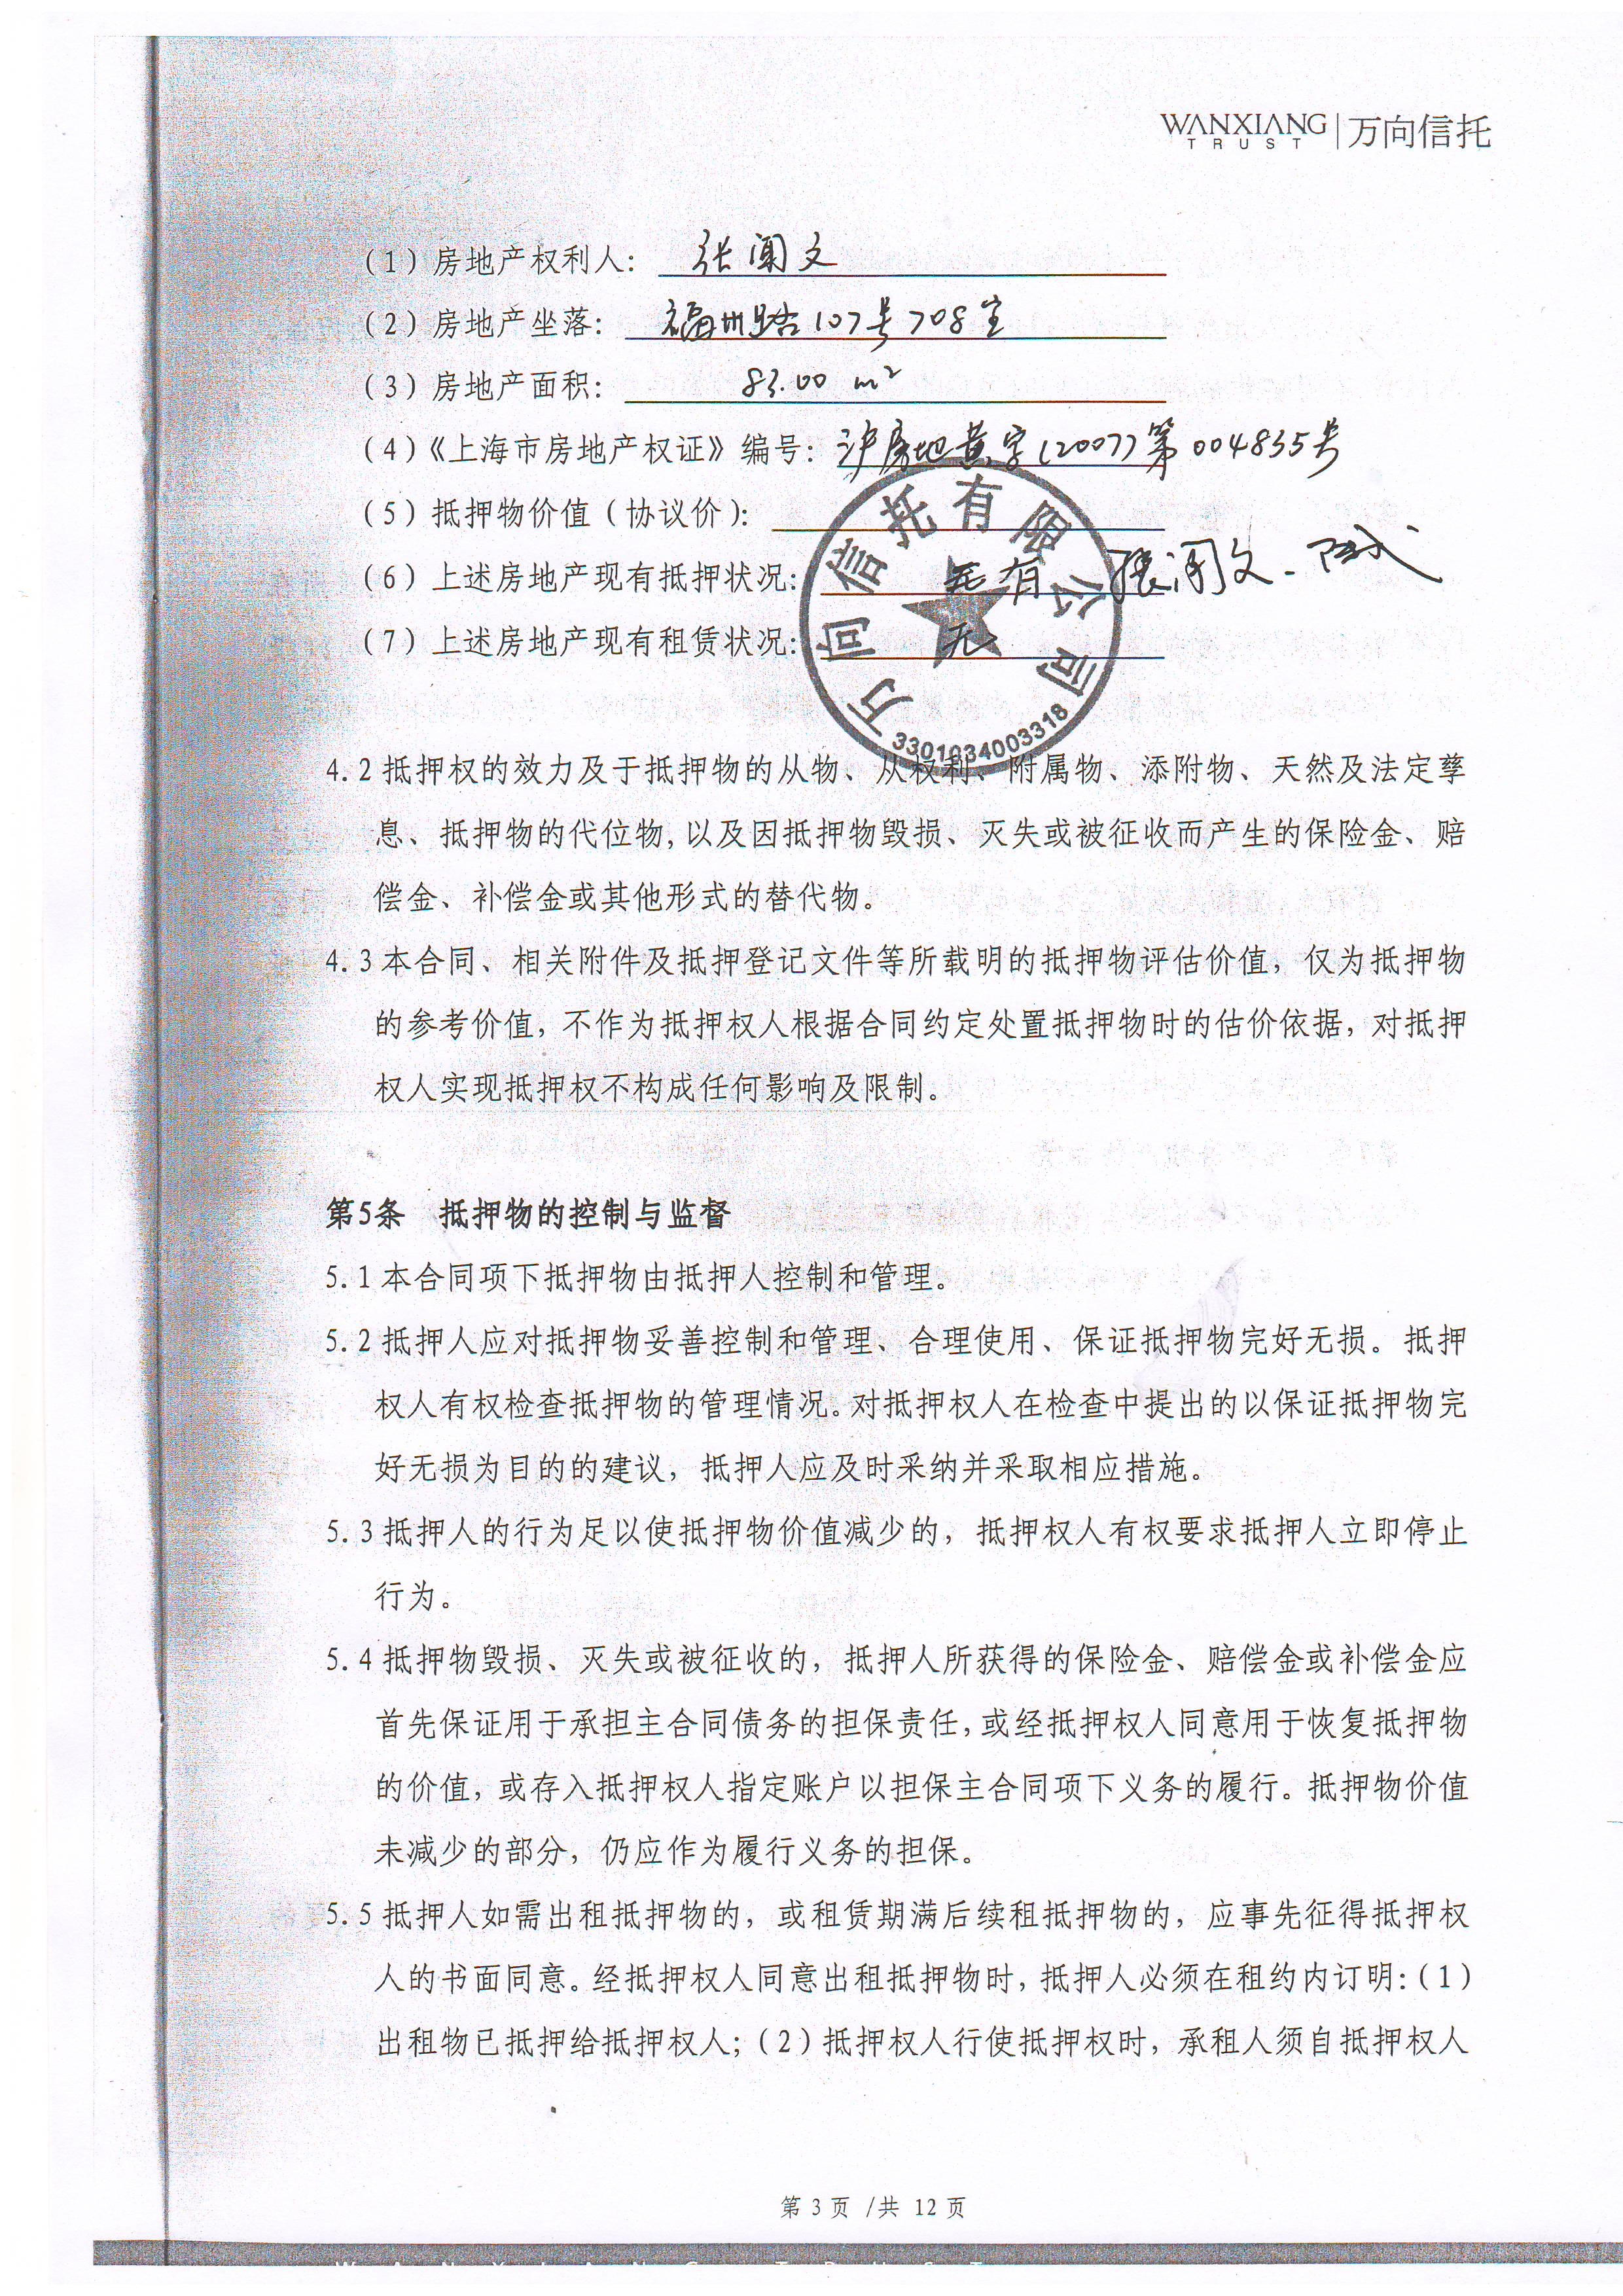 WANXIANG TRUST 万向信托
（1）房地产权利人： 张闻文
（2）房地产坐落： 福州路107号708室
（3）房地产面积： 83.00 m²
（4）《上海市房地产权证》编号：沪房地黄字（2007）第004835号
（5）抵押物价值（协议价）：
（6）上述房地产现有抵押状况： 有 张闻文
（7）上述房地产现有租赁状况： 无
万向信托有限公司
3301034003318
4.2抵押权的效力及于抵押物的从物、从权利、附属物、添附物、天然及法定孳
息、抵押物的代位物，以及因抵押物毁损、灭失或被征收而产生的保险金、赔
偿金、补偿金或其他形式的替代物。
4.3本合同、相关附件及抵押登记文件等所载明的抵押物评估价值，仅为抵押物
的参考价值，不作为抵押权人根据合同约定处置抵押物时的估价依据，对抵押
权人实现抵押权不构成任何影响及限制。
第5条 抵押物的控制与监督
5.1本合同项下抵押物由抵押人控制和管理。
5.2抵押人应对抵押物妥善控制和管理、合理使用、保证抵押物完好无损。抵押
权人有权检查抵押物的管理情况。对抵押权人在检查中提出的以保证抵押物完
好无损为目的的建议，抵押人应及时采纳并采取相应措施。
5.3抵押人的行为足以使抵押物价值减少的，抵押权人有权要求抵押人立即停止
行为。
5.4抵押物毁损、灭失或被征收的，抵押人所获得的保险金、赔偿金或补偿金应
首先保证用于承担主合同债务的担保责任，或经抵押权人同意用于恢复抵押物
的价值，或存入抵押权人指定账户以担保主合同项下义务的履行。抵押物价值
未减少的部分，仍应作为履行义务的担保。
5.5抵押人如需出租抵押物的，或租赁期满后续租抵押物的，应事先征得抵押权
人的书面同意。经抵押权人同意出租抵押物时，抵押人必须在租约内订明：（1）
出租物已抵押给抵押权人；（2）抵押权人行使抵押权时，承租人须自抵押权人
第 3 页 /共 12 页
WANXIANG TRUST